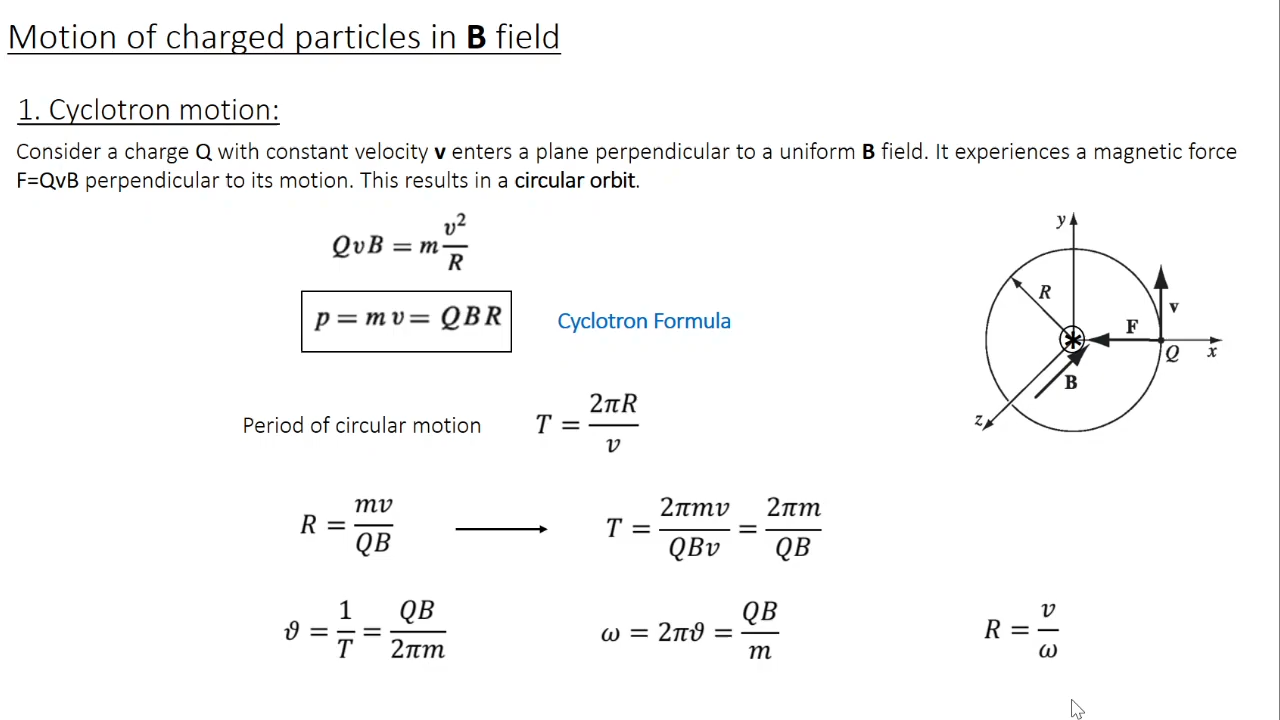 Motion of charged particles in B field
1. Cyclotron motion:
Consider a charge Q with constant velocity v enters a plane perpendicular to a uniform B field. It experiences a magnetic force
F=QvB perpendicular to its motion. This results in a circular orbit.
QvB = m v²/R
p = m v = QBR
Cyclotron Formula
y
R
v
F
Q
x
B
z
Period of circular motion T = 2πR/v
R = mv/QB
T = 2πmv/QBv = 2πm/QB
ϑ = 1/T = QB/2πm
ω = 2πϑ = QB/m
R = v/ω